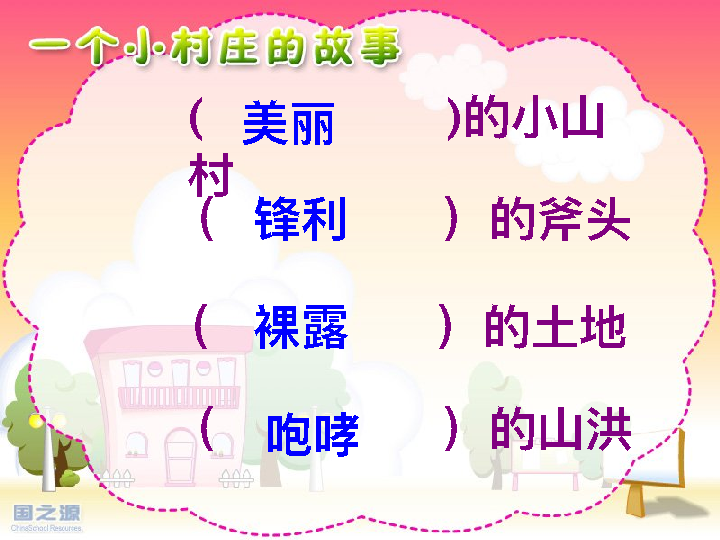 一个小村庄的故事
( 美丽 )的小山
村
( 锋利 ) 的斧头
( 裸露 ) 的土地
( 咆哮 ) 的山洪
国之源
ChinaSchool Resources